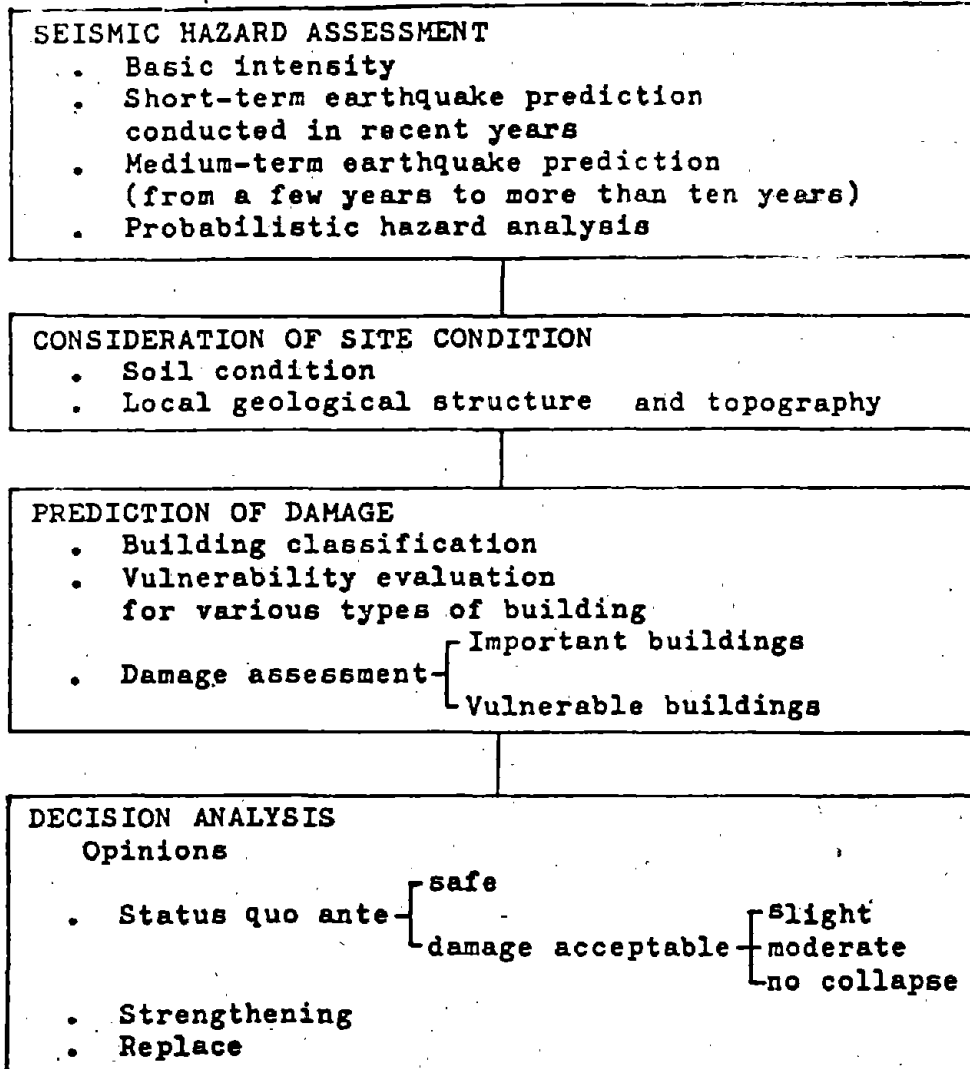 SEISMIC HAZARD ASSESSMENT
. Basic intensity
. Short-term earthquake prediction
conducted in recent years
. Medium-term earthquake prediction
(from a few years to more than ten years)
. Probabilistic hazard analysis
CONSIDERATION OF SITE CONDITION
. Soil condition
. Local geological structure and topography
PREDICTION OF DAMAGE
. Building classification
. Vulnerability evaluation
for various types of building
Important buildings
. Damage assessment
Vulnerable buildings
DECISION ANALYSIS
Opinions
safe
. Status quo ante
slight
damage acceptable moderate
no collapse
. Strengthening
. Replace